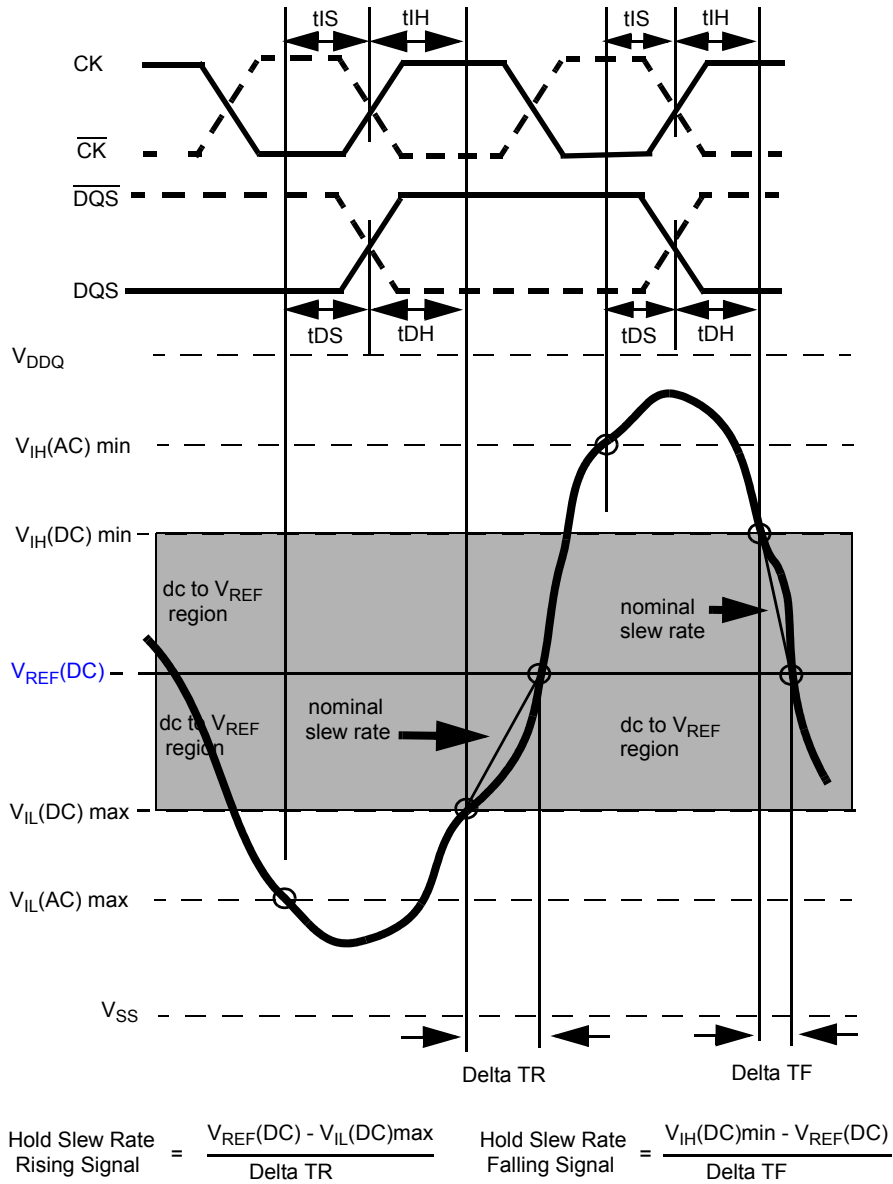 tIS tIH tIS tIH
CK
CK
DQS
DQS
tDS tDH tDS tDH
VDDQ
VIH(AC) min
VIH(DC) min
dc to VREF
region
nominal
slew rate
VREF(DC)
nominal
slew rate
dc to VREF
region
dc to VREF
region
VIL(DC) max
VIL(AC) max
VSS
Delta TR Delta TF
Hold Slew Rate
Rising Signal
=
VREF(DC) - VIL(DC)max
Delta TR
Hold Slew Rate
Falling Signal
=
VIH(DC)min - VREF(DC)
Delta TF